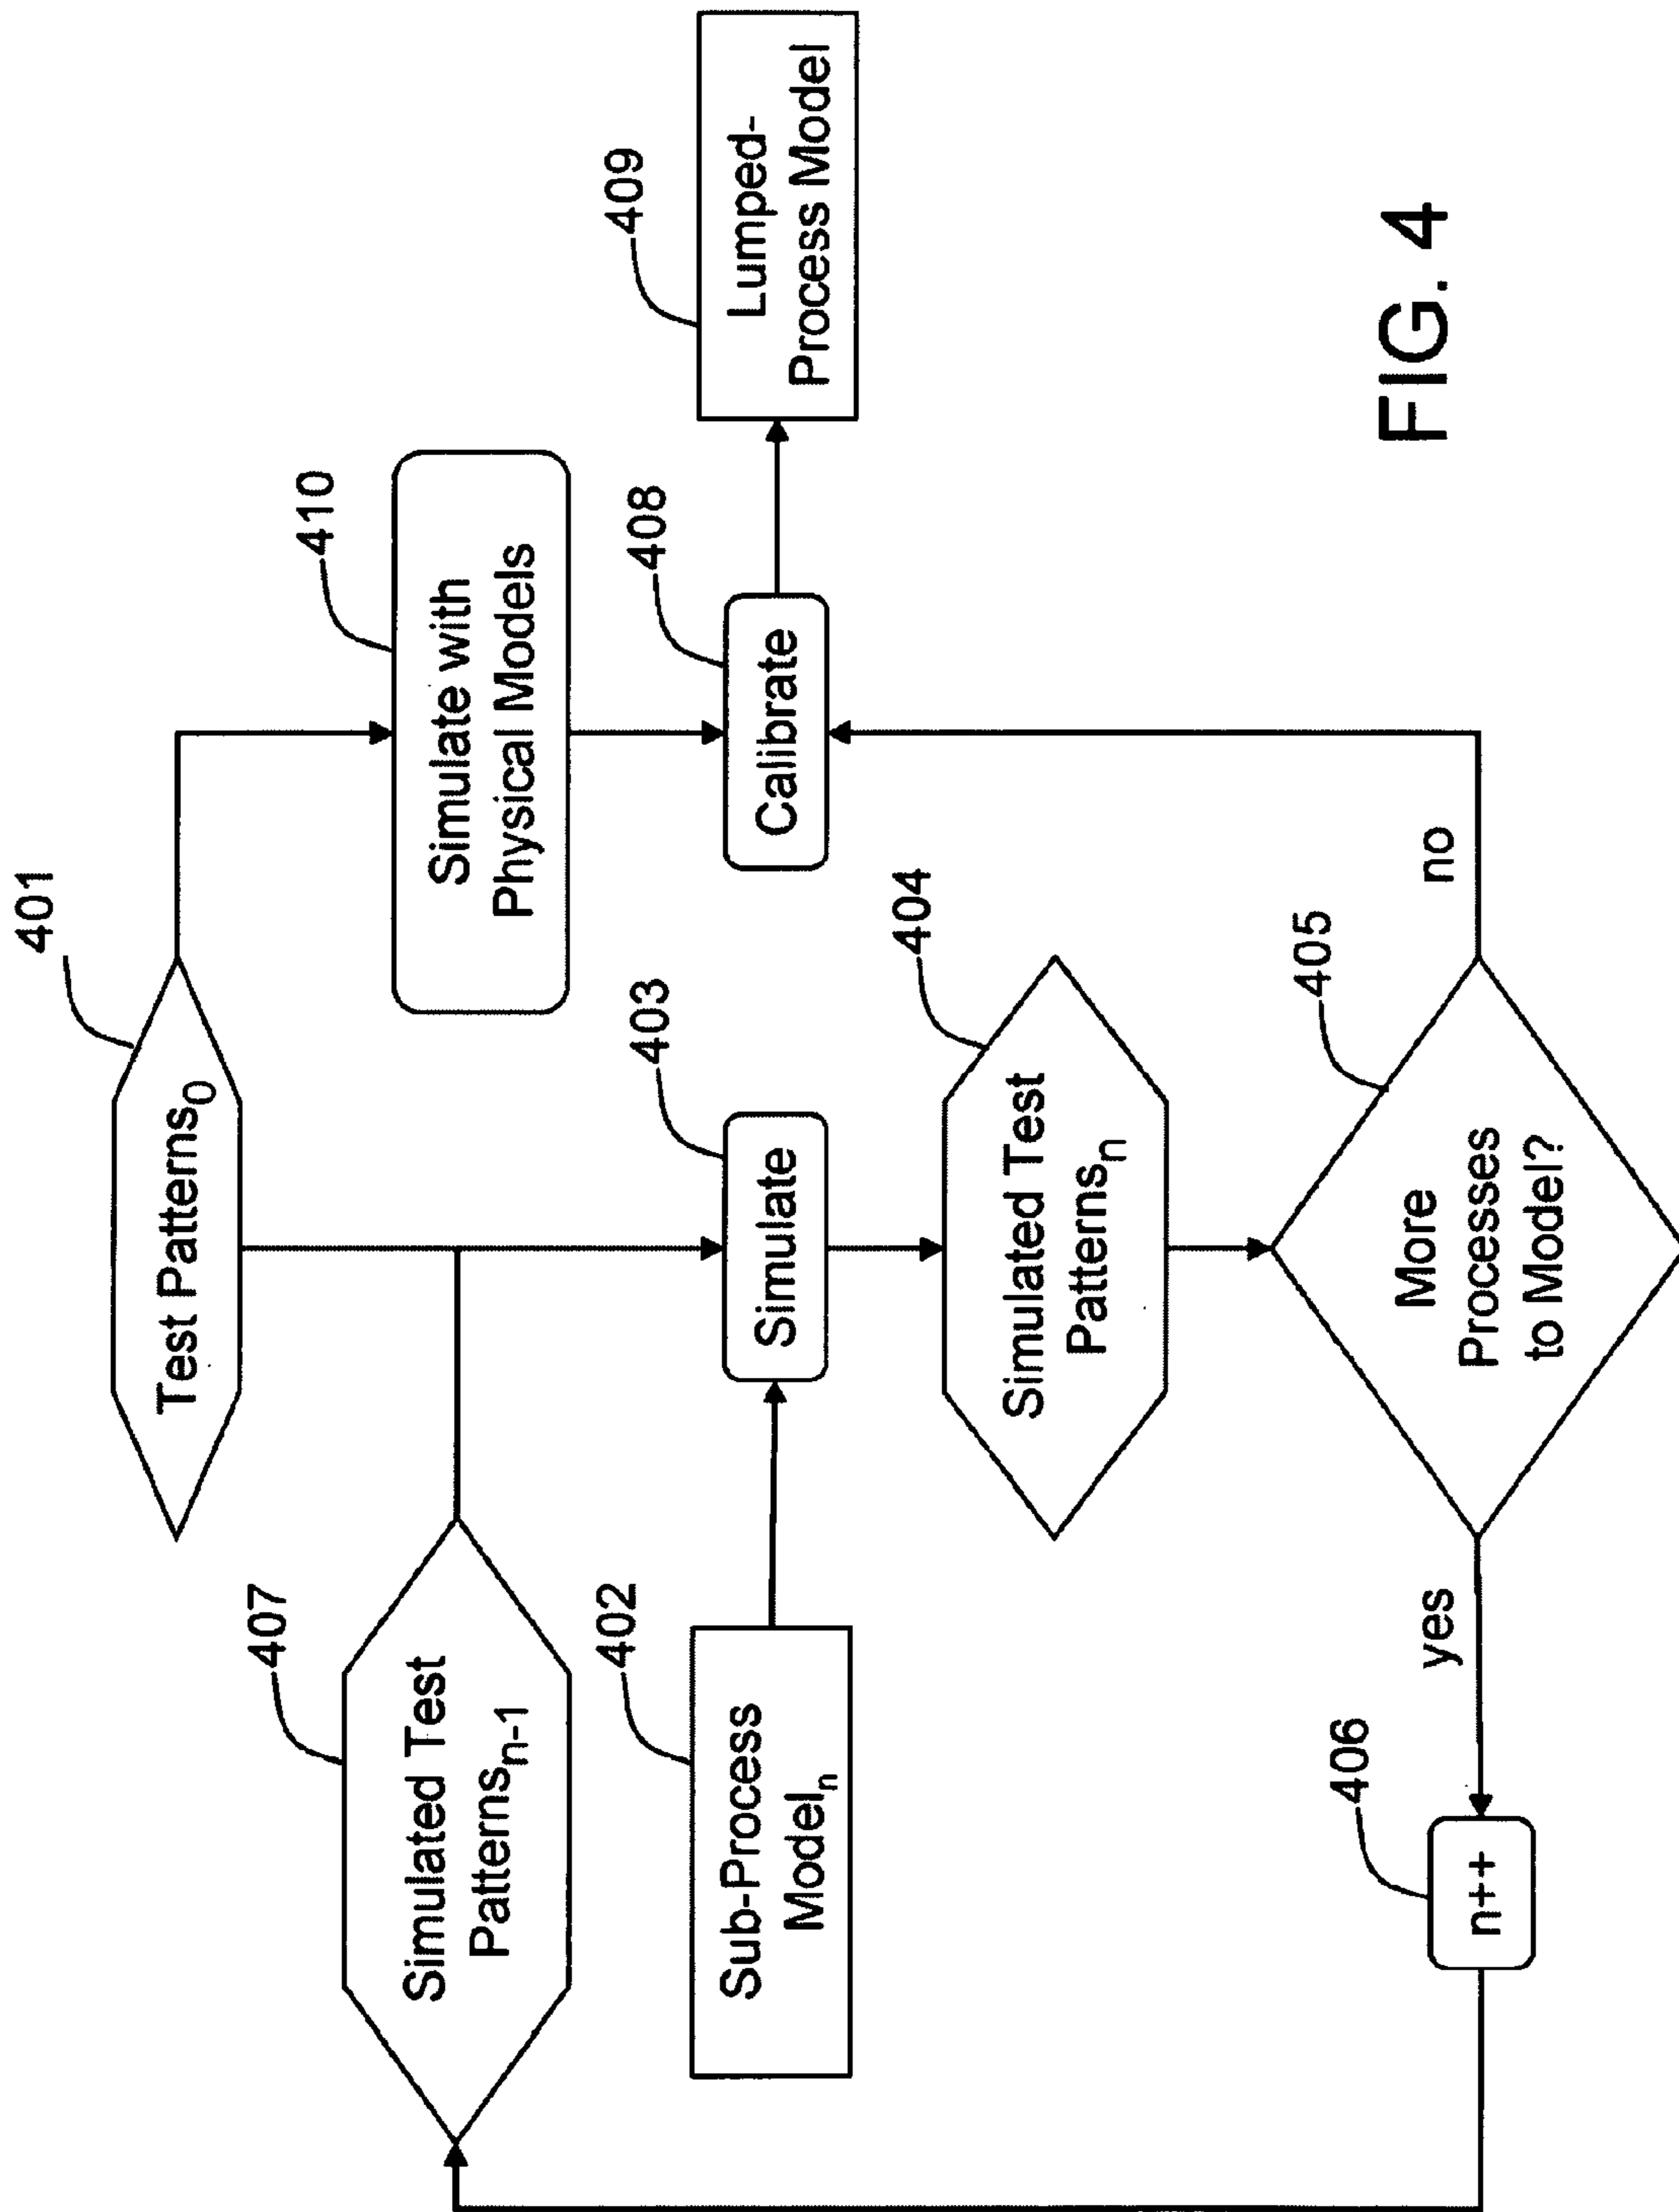 401
Test Patterns0
407
Simulated Test
Patternsn-1
410
Simulate with
Physical Models
402
Sub-Process
Modeln
403
Simulate
408
Calibrate
409
Lumped-
Process Model
404
Simulated Test
Patternsn
405
More
Processes
to Model?
yes
no
406
n++
FIG. 4